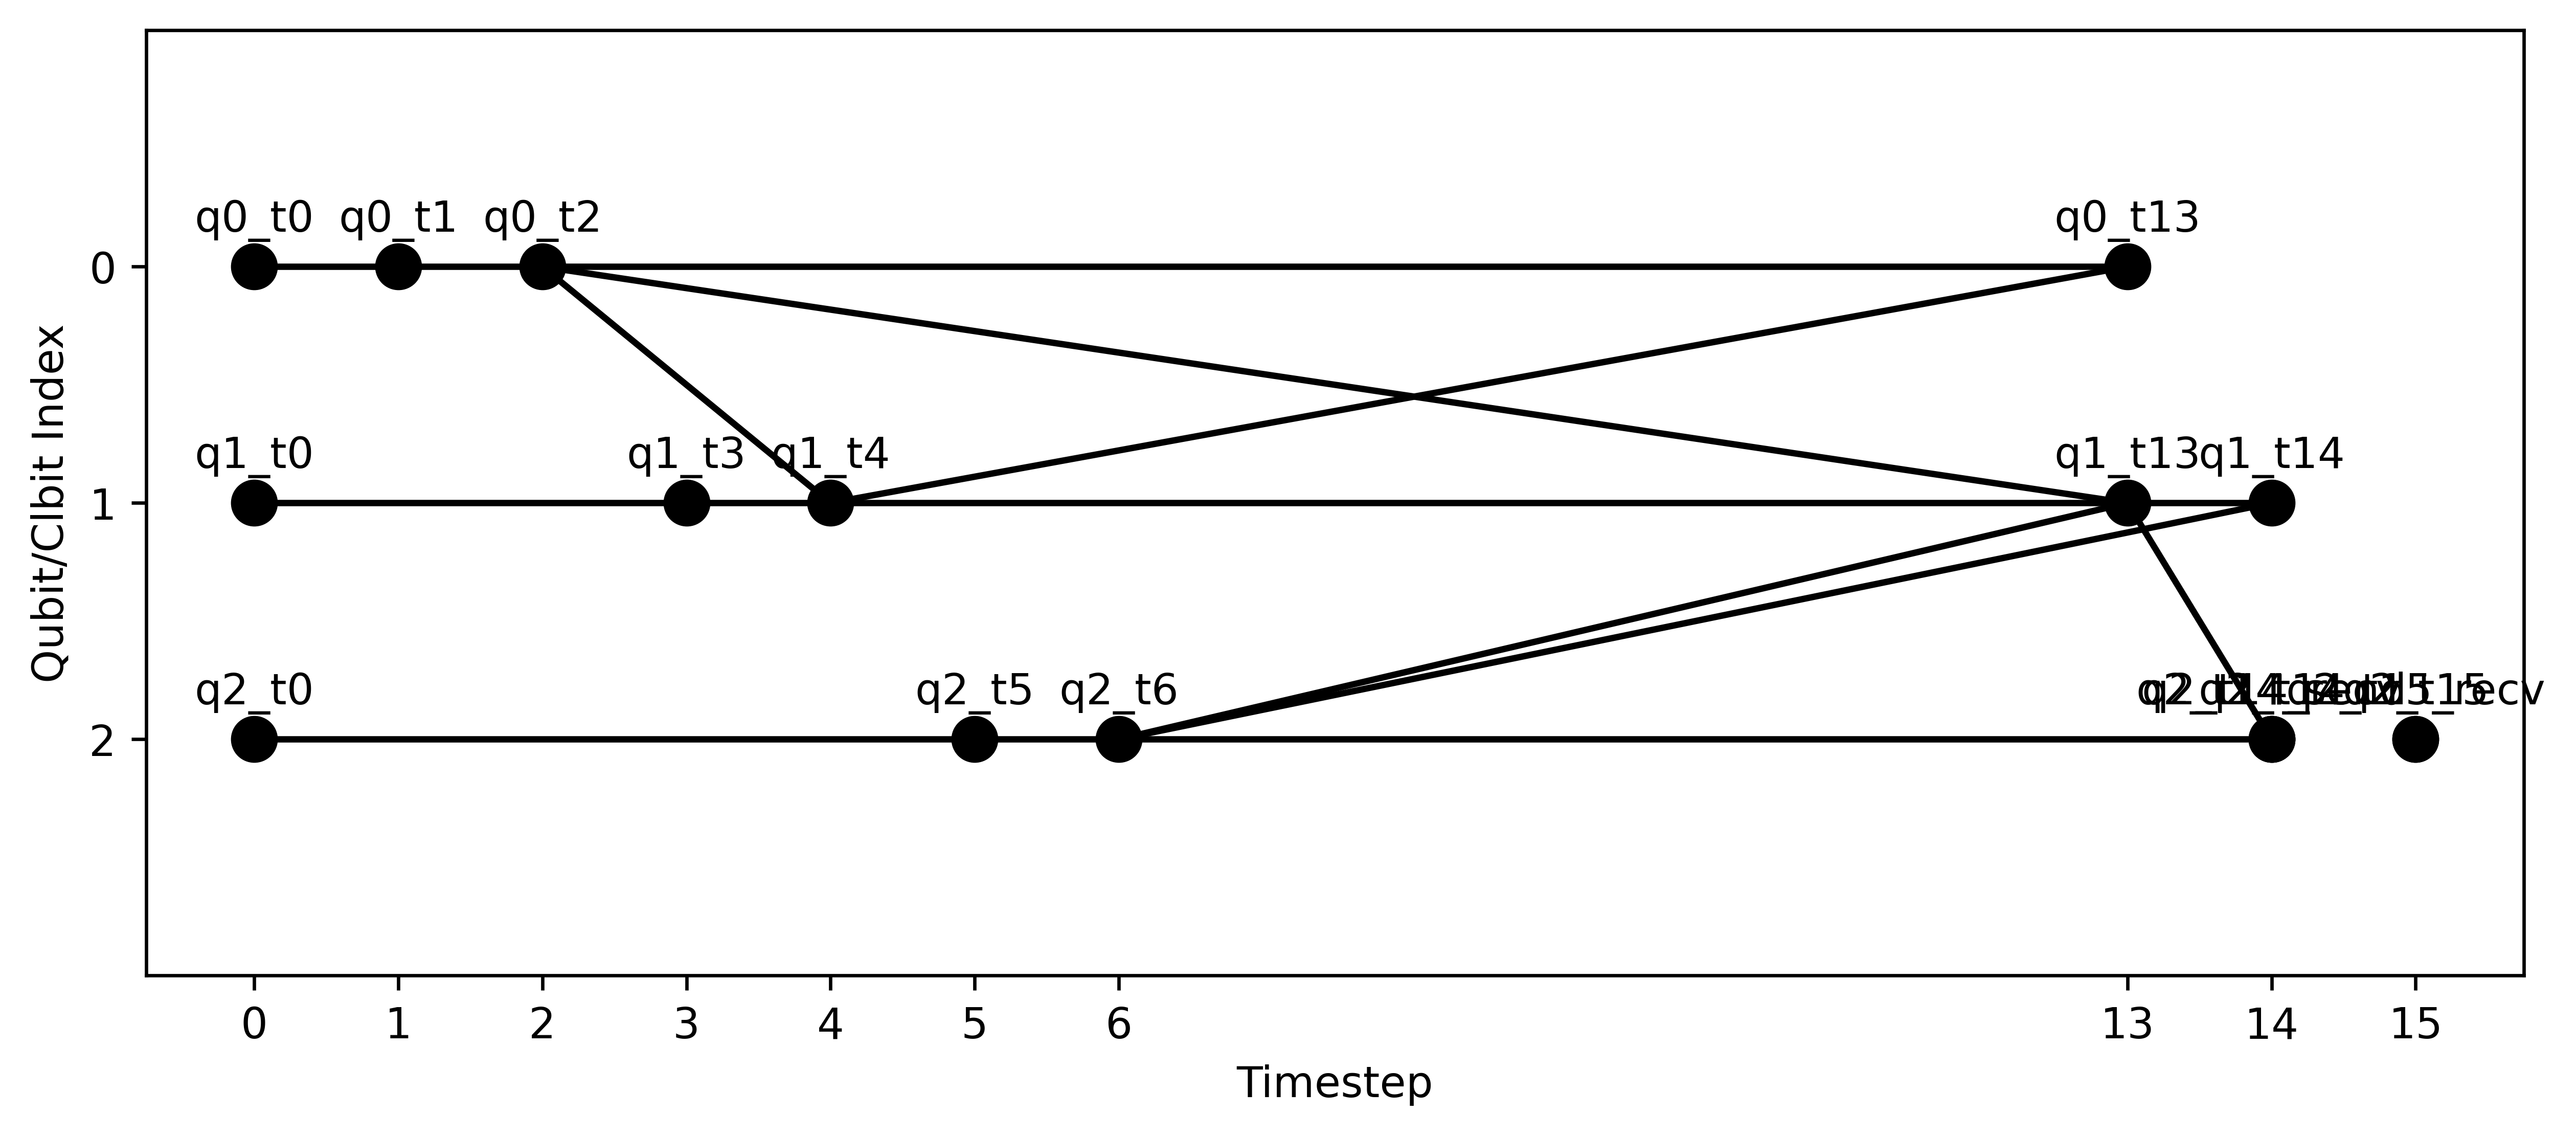 q0_t0 q0_t1 q0_t2 q0_t13
0
q1_t0 q1_t3 q1_t4 q1_t13 q1_t14
1
q2_t0 q2_t5 q2_t6
2
Qubit/Clbit Index
0 1 2 3 4 5 6 13 14 15
Timestep